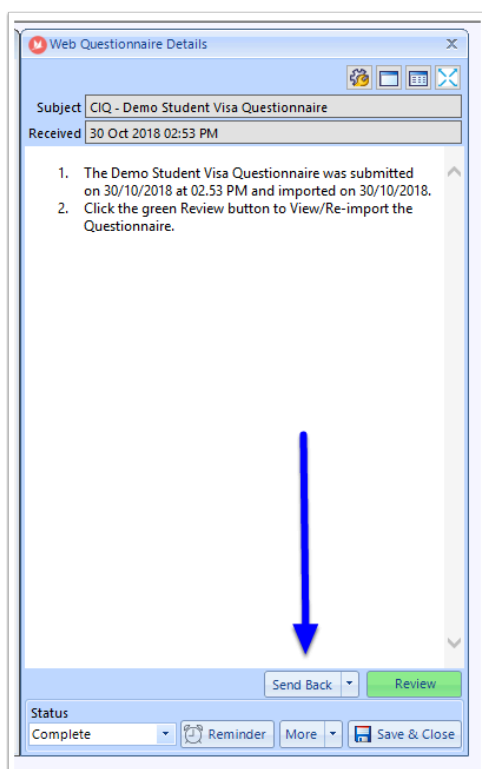 Web Questionnaire Details
Subject CIQ - Demo Student Visa Questionnaire
Received 30 Oct 2018 02:53 PM
1. The Demo Student Visa Questionnaire was submitted
on 30/10/2018 at 02.53 PM and imported on 30/10/2018.
2. Click the green Review button to View/Re-import the
Questionnaire.
Send Back Review
Status
Complete Reminder More Save & Close